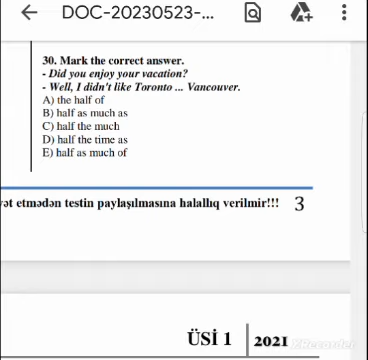 DOC-20230523-...
30. Mark the correct answer.
- Did you enjoy your vacation?
- Well, I didn't like Toronto ... Vancouver.
A) the half of
B) half as much as
C) half the much
D) half the time as
E) half as much of
ət etmədən testin paylaşılmasına halallıq verilmir!!! 3
ÜSİ 1 2021